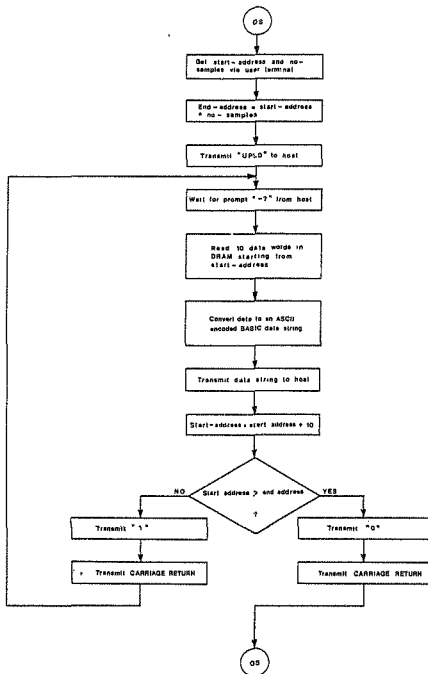 OS
Get start-address and no-
samples via user terminal
End-address = start-address
+ no- samples
Transmit "UPLD" to host
Wait for prompt "-?" from host
Read 10 data words in
DRAM starting from
start-address
Convert data to an ASCII
encoded BASIC data string
Transmit data string to host
Start-address = start address + 10
NO
Start address > end address
?
YES
Transmit "1"
Transmit "0"
Transmit CARRIAGE RETURN
Transmit CARRIAGE RETURN
OS